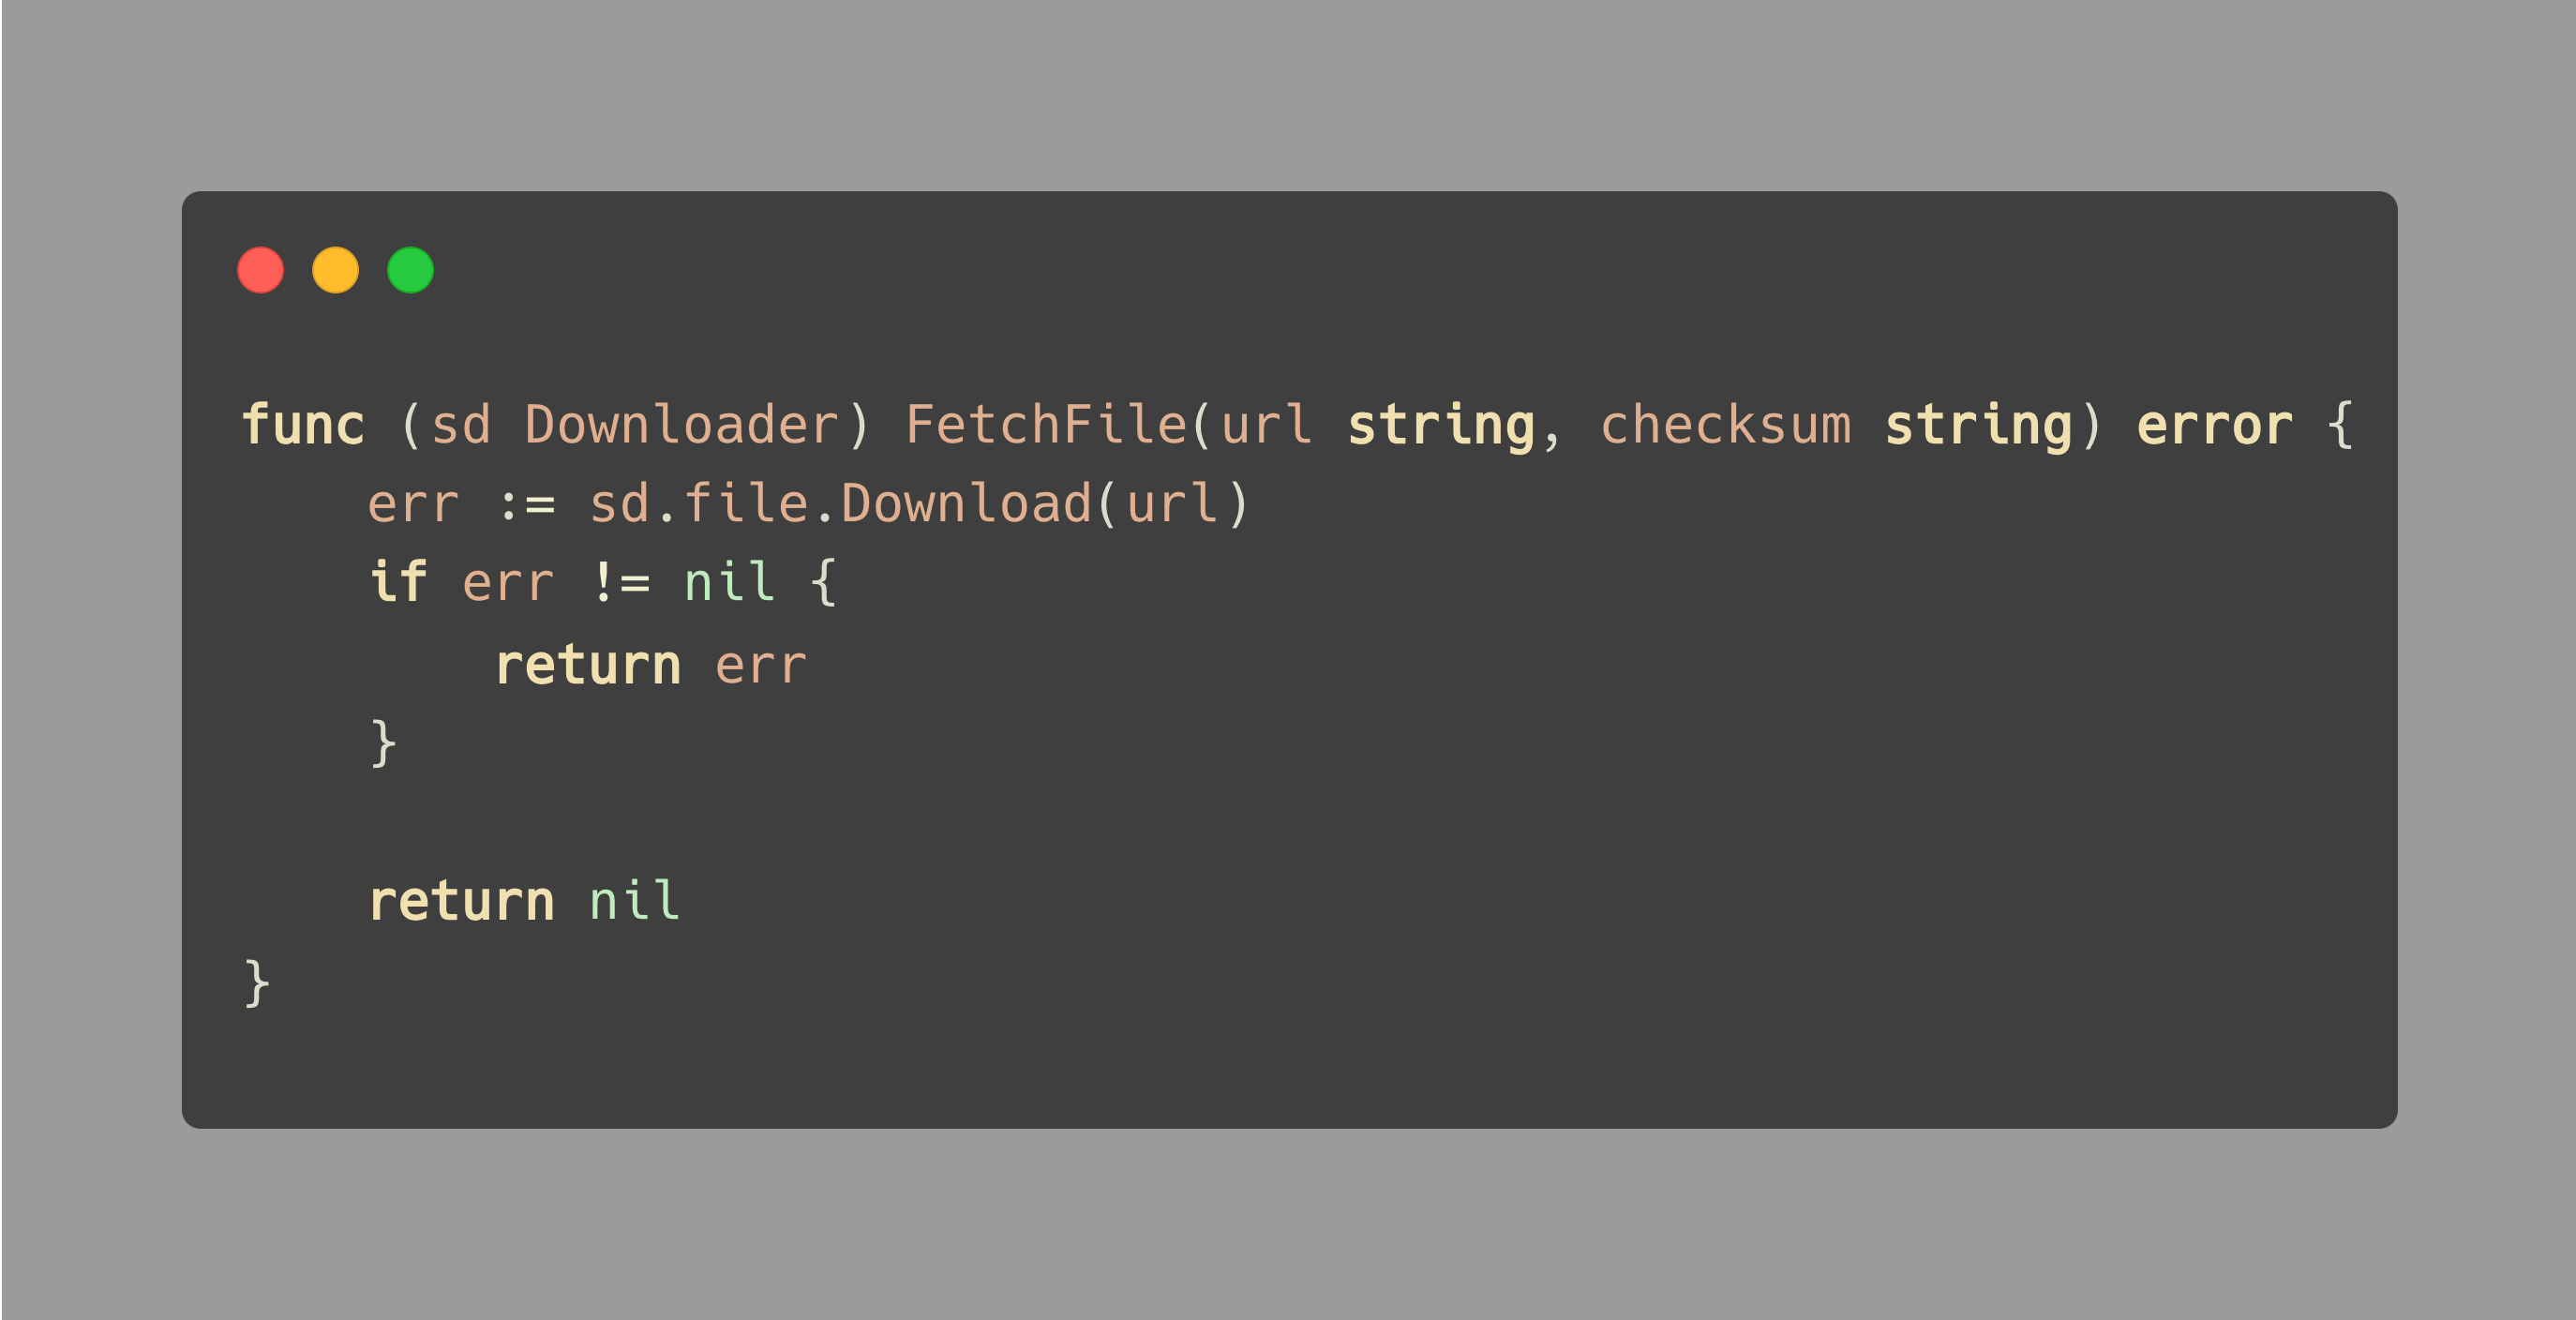 func (sd Downloader) FetchFile(url string, checksum string) error {
    err := sd.file.Download(url)
    if err != nil {
        return err
    }

    return nil
}